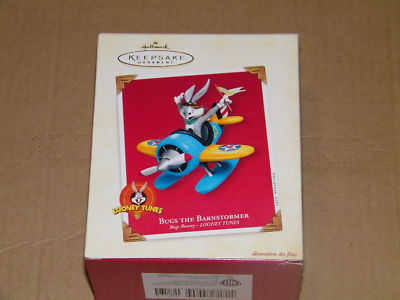 Hallmark
KEEPSAKE
ORNAMENT
LOONEY TUNES
BUGS THE BARNSTORMER
Bugs Bunny – LOONEY TUNES
décoration des fêtes